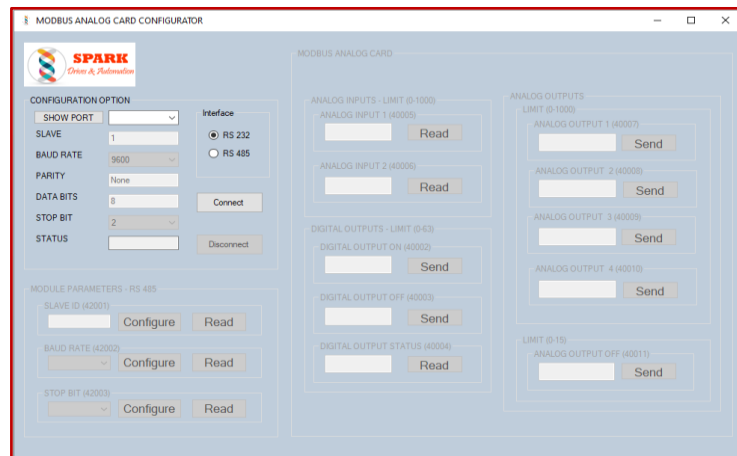 MODBUS ANALOG CARD CONFIGURATOR
SPARK
Drives & Automation
CONFIGURATION OPTION
SHOW PORT
SLAVE
1
BAUD RATE
9600
PARITY
None
DATA BITS
8
STOP BIT
2
STATUS
Interface
RS 232
RS 485
Connect
Disconnect
MODULE PARAMETERS - RS 485
SLAVE ID (42001)
Configure Read
BAUD RATE (42002)
Configure Read
STOP BIT (42003)
Configure Read
MODBUS ANALOG CARD
ANALOG INPUTS - LIMIT (0-1000)
ANALOG INPUT 1 (40005)
Read
ANALOG INPUT 2 (40006)
Read
DIGITAL OUTPUTS - LIMIT (0-63)
DIGITAL OUTPUT ON (40002)
Send
DIGITAL OUTPUT OFF (40003)
Send
DIGITAL OUTPUT STATUS (40004)
Read
ANALOG OUTPUTS
LIMIT (0-1000)
ANALOG OUTPUT 1 (40007)
Send
ANALOG OUTPUT 2 (40008)
Send
ANALOG OUTPUT 3 (40009)
Send
ANALOG OUTPUT 4 (40010)
Send
LIMIT (0-15)
ANALOG OUTPUT OFF (40011)
Send